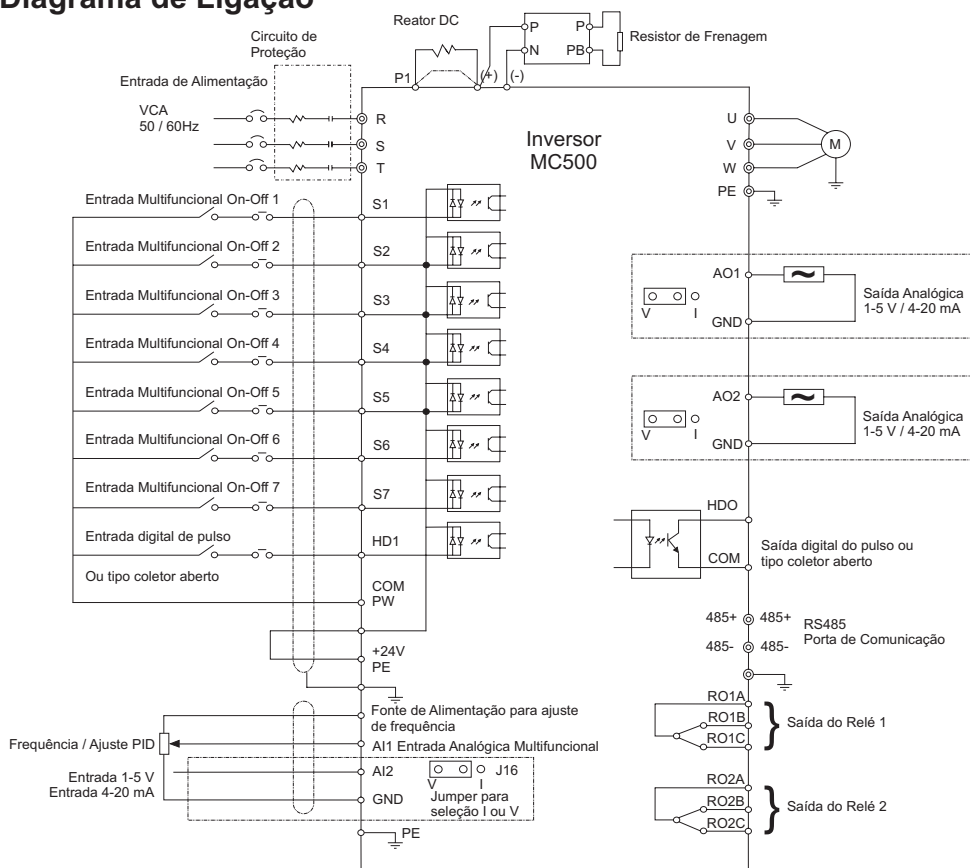 Diagrama de Ligação
Reator DC
Circuito de
Proteção
Entrada de Alimentação
VCA
50 / 60Hz
P1
(+)
(-)
P
N
P
PB
Resistor de Frenagem
R
S
T
Inversor
MC500
U
V
W
PE
M
Entrada Multifuncional On-Off 1
S1
Entrada Multifuncional On-Off 2
S2
Entrada Multifuncional On-Off 3
S3
Entrada Multifuncional On-Off 4
S4
Entrada Multifuncional On-Off 5
S5
Entrada Multifuncional On-Off 6
S6
Entrada Multifuncional On-Off 7
S7
Entrada digital de pulso
HD1
Ou tipo coletor aberto
COM
PW
+24V
PE
AO1
V
I
GND
Saída Analógica
1-5 V / 4-20 mA
AO2
V
I
GND
Saída Analógica
1-5 V / 4-20 mA
HDO
COM
Saída digital do pulso ou
tipo coletor aberto
485+
485+
485-
485-
RS485
Porta de Comunicação
Fonte de Alimentação para ajuste
de frequência
Frequência / Ajuste PID
AI1 Entrada Analógica Multifuncional
Entrada 1-5 V
Entrada 4-20 mA
AI2
J16
V
I
GND
Jumper para
seleção I ou V
PE
RO1A
RO1B
RO1C
Saída do Relé 1
RO2A
RO2B
RO2C
Saída do Relé 2